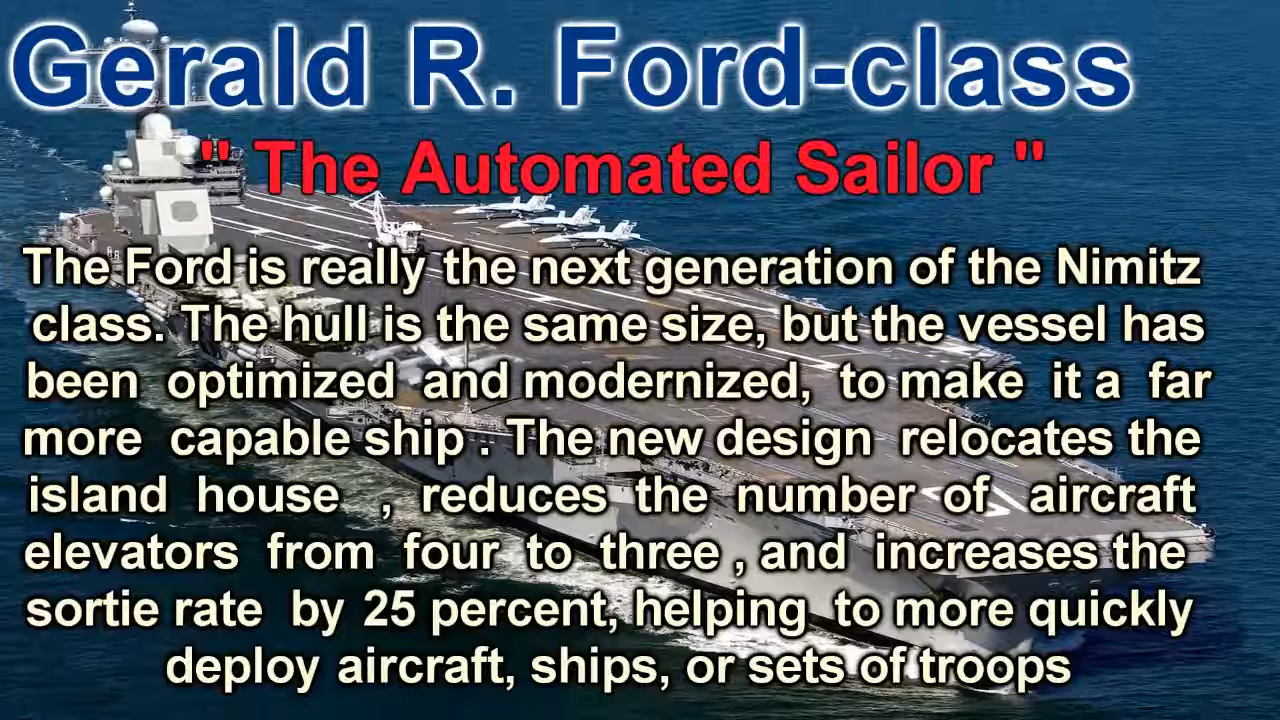 Gerald R. Ford-class
" The Automated Sailor "
The Ford is really the next generation of the Nimitz
class. The hull is the same size, but the vessel has
been optimized and modernized, to make it a far
more capable ship . The new design relocates the
island house , reduces the number of aircraft
elevators from four to three , and increases the
sortie rate by 25 percent, helping to more quickly
deploy aircraft, ships, or sets of troops